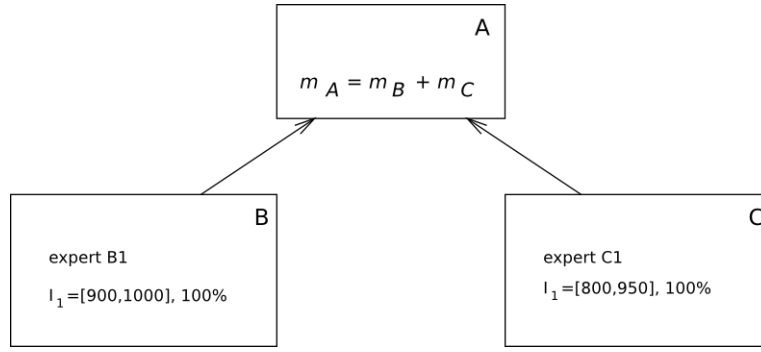 A
m A = m B + m C
B
expert B1
I 1 =[900,1000], 100%
C
expert C1
I 1 =[800,950], 100%